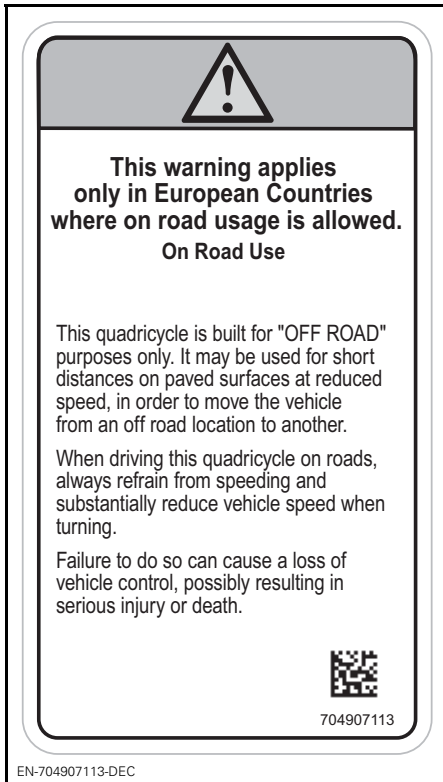 This warning applies
only in European Countries
where on road usage is allowed.
On Road Use
This quadricycle is built for "OFF ROAD"
purposes only. It may be used for short
distances on paved surfaces at reduced
speed, in order to move the vehicle
from an off road location to another.
When driving this quadricycle on roads,
always refrain from speeding and
substantially reduce vehicle speed when
turning.
Failure to do so can cause a loss of
vehicle control, possibly resulting in
serious injury or death.
704907113
EN-704907113-DEC